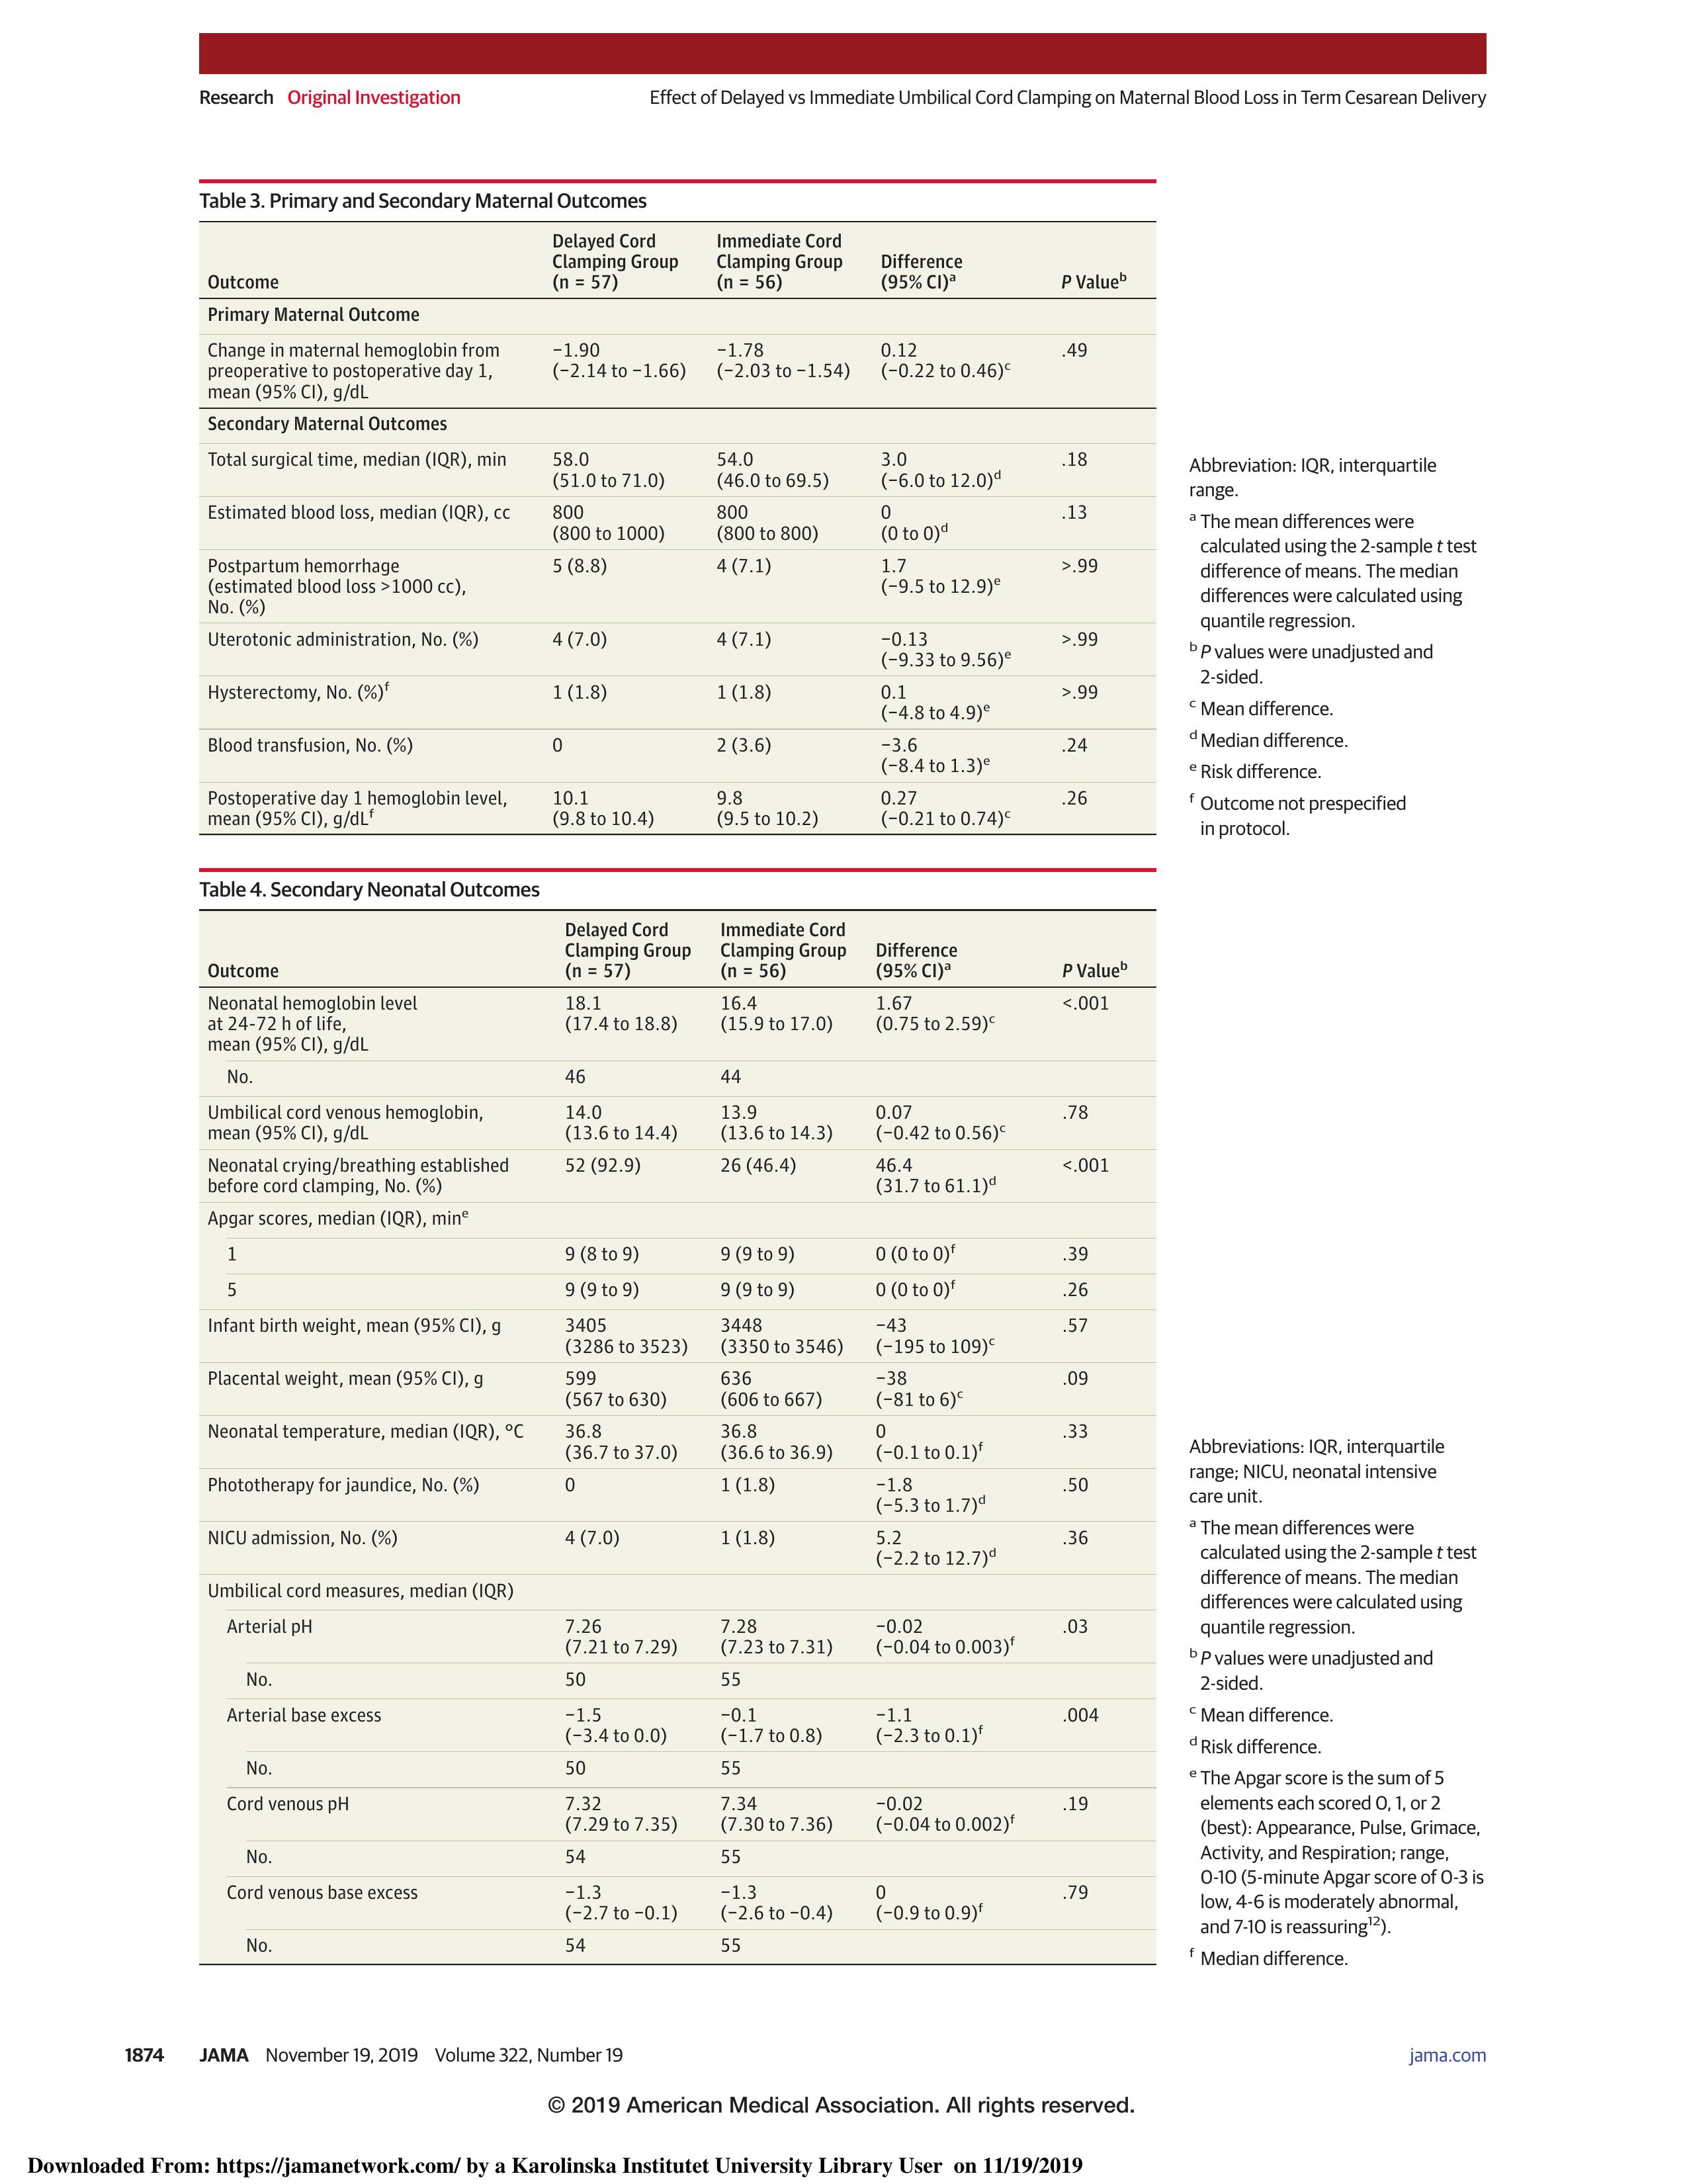 Research Original Investigation
Effect of Delayed vs Immediate Umbilical Cord Clamping on Maternal Blood Loss in Term Cesarean Delivery
Table 3. Primary and Secondary Maternal Outcomes
Outcome
Delayed Cord
Clamping Group
(n = 57)
Immediate Cord
Clamping Group
(n = 56)
Difference
(95% CI)a
P Valueb
Primary Maternal Outcome
Change in maternal hemoglobin from
preoperative to postoperative day 1,
mean (95% CI), g/dL
−1.90
(−2.14 to −1.66)
−1.78
(−2.03 to −1.54)
0.12
(−0.22 to 0.46)c
.49
Secondary Maternal Outcomes
Total surgical time, median (IQR), min
58.0
(51.0 to 71.0)
54.0
(46.0 to 69.5)
3.0
(−6.0 to 12.0)d
.18
Estimated blood loss, median (IQR), cc
800
(800 to 1000)
800
(800 to 800)
0
(0 to 0)d
.13
Postpartum hemorrhage
(estimated blood loss >1000 cc),
No. (%)
5 (8.8)
4 (7.1)
1.7
(−9.5 to 12.9)e
>.99
Uterotonic administration, No. (%)
4 (7.0)
4 (7.1)
−0.13
(−9.33 to 9.56)e
>.99
Hysterectomy, No. (%)f
1 (1.8)
1 (1.8)
0.1
(−4.8 to 4.9)e
>.99
Blood transfusion, No. (%)
0
2 (3.6)
−3.6
(−8.4 to 1.3)e
.24
Postoperative day 1 hemoglobin level,
mean (95% CI), g/dLf
10.1
(9.8 to 10.4)
9.8
(9.5 to 10.2)
0.27
(−0.21 to 0.74)c
.26
Abbreviation: IQR, interquartile
range.
a The mean differences were
calculated using the 2-sample t test
difference of means. The median
differences were calculated using
quantile regression.
b P values were unadjusted and
2-sided.
c Mean difference.
d Median difference.
e Risk difference.
f Outcome not prespecified
in protocol.
Table 4. Secondary Neonatal Outcomes
Outcome
Delayed Cord
Clamping Group
(n = 57)
Immediate Cord
Clamping Group
(n = 56)
Difference
(95% CI)a
P Valueb
Neonatal hemoglobin level
at 24-72 h of life,
mean (95% CI), g/dL
18.1
(17.4 to 18.8)
16.4
(15.9 to 17.0)
1.67
(0.75 to 2.59)c
<.001
No.
46
44
Umbilical cord venous hemoglobin,
mean (95% CI), g/dL
14.0
(13.6 to 14.4)
13.9
(13.6 to 14.3)
0.07
(−0.42 to 0.56)c
.78
Neonatal crying/breathing established
before cord clamping, No. (%)
52 (92.9)
26 (46.4)
46.4
(31.7 to 61.1)d
<.001
Apgar scores, median (IQR), mine
1
9 (8 to 9)
9 (9 to 9)
0 (0 to 0)f
.39
5
9 (9 to 9)
9 (9 to 9)
0 (0 to 0)f
.26
Infant birth weight, mean (95% CI), g
3405
(3286 to 3523)
3448
(3350 to 3546)
−43
(−195 to 109)c
.57
Placental weight, mean (95% CI), g
599
(567 to 630)
636
(606 to 667)
−38
(−81 to 6)c
.09
Neonatal temperature, median (IQR), °C
36.8
(36.7 to 37.0)
36.8
(36.6 to 36.9)
0
(−0.1 to 0.1)f
.33
Phototherapy for jaundice, No. (%)
0
1 (1.8)
−1.8
(−5.3 to 1.7)d
.50
NICU admission, No. (%)
4 (7.0)
1 (1.8)
5.2
(−2.2 to 12.7)d
.36
Umbilical cord measures, median (IQR)
Arterial pH
7.26
(7.21 to 7.29)
7.28
(7.23 to 7.31)
−0.02
(−0.04 to 0.003)f
.03
No.
50
55
Arterial base excess
−1.5
(−3.4 to 0.0)
−0.1
(−1.7 to 0.8)
−1.1
(−2.3 to 0.1)f
.004
No.
50
55
Cord venous pH
7.32
(7.29 to 7.35)
7.34
(7.30 to 7.36)
−0.02
(−0.04 to 0.002)f
.19
No.
54
55
Cord venous base excess
−1.3
(−2.7 to −0.1)
−1.3
(−2.6 to −0.4)
0
(−0.9 to 0.9)f
.79
No.
54
55
Abbreviations: IQR, interquartile
range; NICU, neonatal intensive
care unit.
a The mean differences were
calculated using the 2-sample t test
difference of means. The median
differences were calculated using
quantile regression.
b P values were unadjusted and
2-sided.
c Mean difference.
d Risk difference.
e The Apgar score is the sum of 5
elements each scored 0, 1, or 2
(best): Appearance, Pulse, Grimace,
Activity, and Respiration; range,
0-10 (5-minute Apgar score of 0-3 is
low, 4-6 is moderately abnormal,
and 7-10 is reassuring12).
f Median difference.
1874 JAMA November 19, 2019 Volume 322, Number 19
jama.com
© 2019 American Medical Association. All rights reserved.
Downloaded From: https://jamanetwork.com/ by a Karolinska Institutet University Library User on 11/19/2019